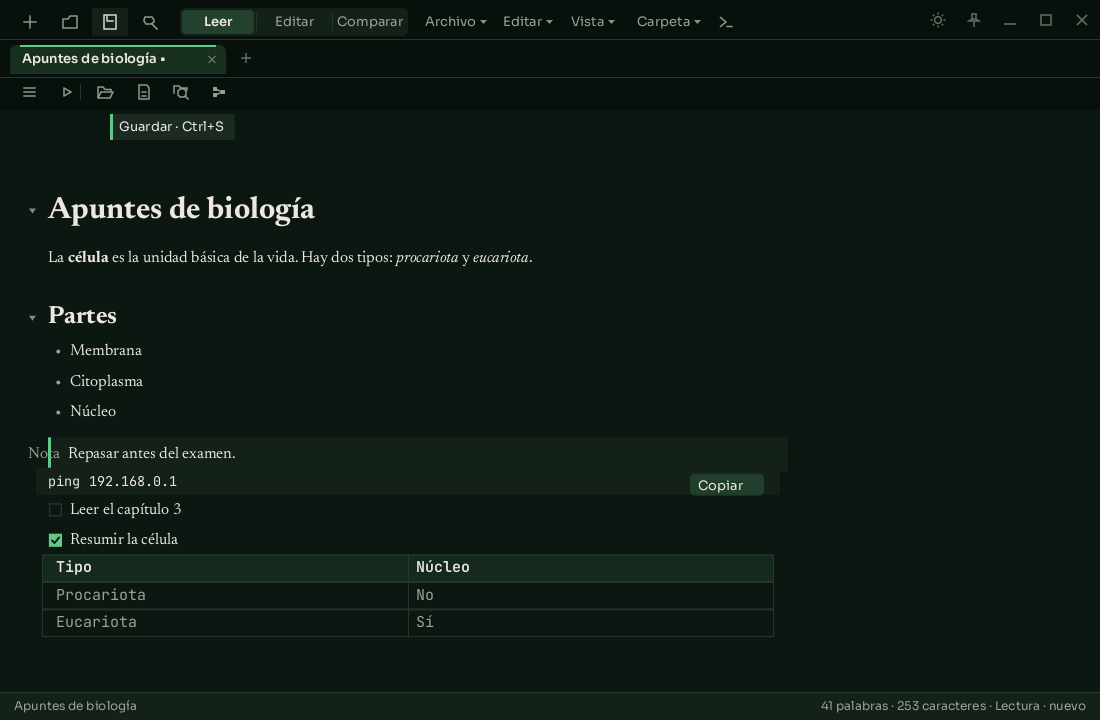 Leer Editar Comparar Archivo Editar Vista Carpeta
Apuntes de biología •
Guardar · Ctrl+S
Apuntes de biología
La célula es la unidad básica de la vida. Hay dos tipos: procariota y eucariota.
Partes
• Membrana
• Citoplasma
• Núcleo
Nota Repasar antes del examen.
ping 192.168.0.1 Copiar
Leer el capítulo 3
Resumir la célula
Tipo Núcleo
Procariota No
Eucariota Sí
Apuntes de biología 41 palabras · 253 caracteres · Lectura · nuevo